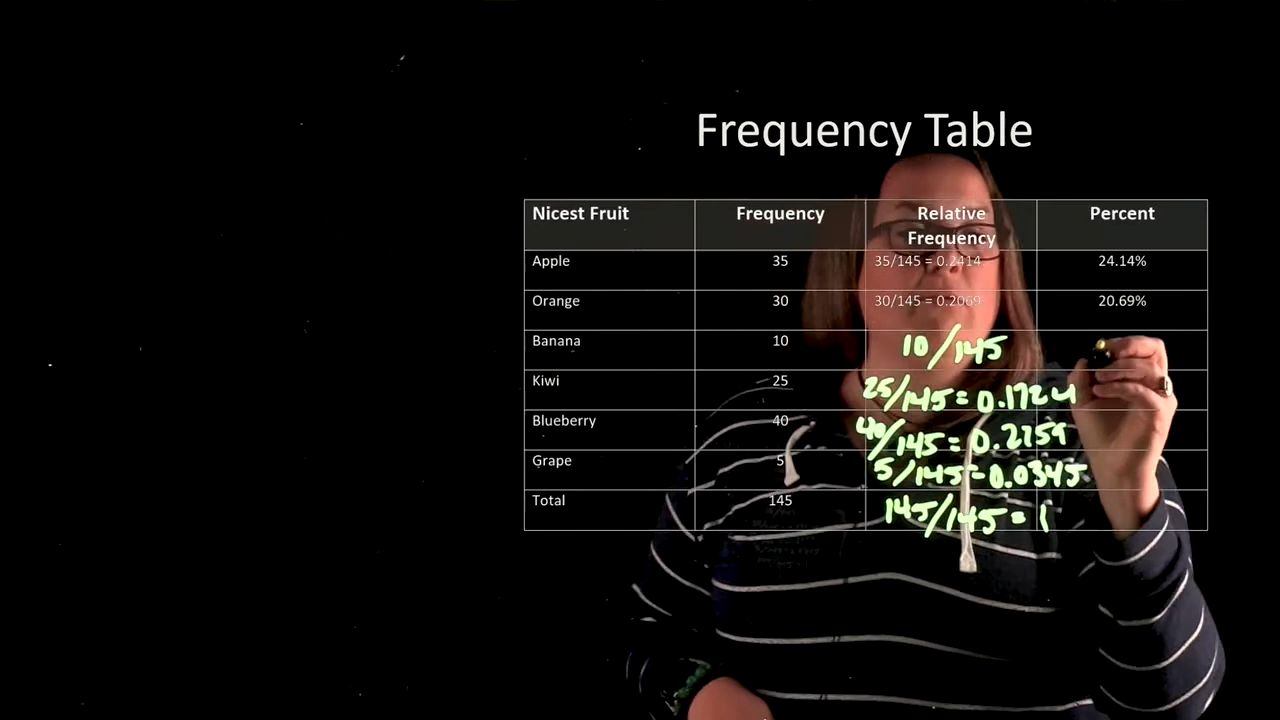 Frequency Table
Nicest Fruit Frequency Relative Frequency Percent
Apple 35 35/145 = 0.2414 24.14%
Orange 30 30/145 = 0.2069 20.69%
Banana 10 10/145
Kiwi 25 25/145 = 0.1724
Blueberry 40 40/145 = 0.2759
Grape 5 5/145 = 0.0345
Total 145 145/145 = 1